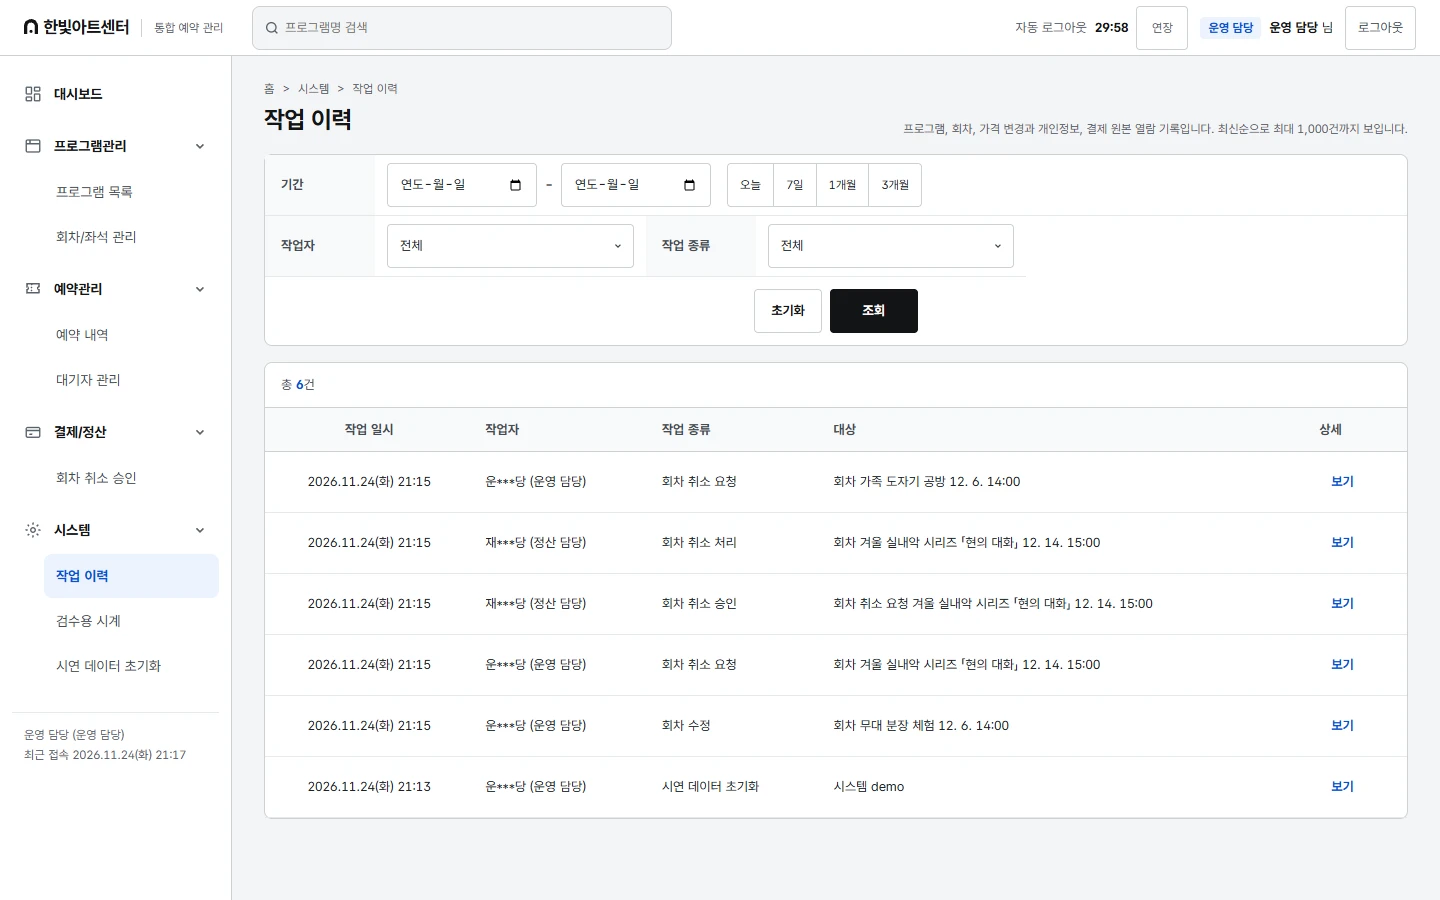 한빛아트센터 통합 예약 관리 프로그램명 검색 자동 로그아웃 29:58 연장 운영 담당 운영 담당 님 로그아웃
대시보드
프로그램관리
프로그램 목록
회차/좌석 관리
예약관리
예약 내역
대기자 관리
결제/정산
회차 취소 승인
시스템
작업 이력
검수용 시계
시연 데이터 초기화
운영 담당 (운영 담당)
최근 접속 2026.11.24(화) 21:17
홈 > 시스템 > 작업 이력
작업 이력
프로그램, 회차, 가격 변경과 개인정보, 결제 원본 열람 기록입니다. 최신순으로 최대 1,000건까지 보입니다.
기간 연도-월-일 - 연도-월-일 오늘 7일 1개월 3개월
작업자 전체 작업 종류 전체
초기화 조회
총 6건
작업 일시 작업자 작업 종류 대상 상세
2026.11.24(화) 21:15 운***당 (운영 담당) 회차 취소 요청 회차 가족 도자기 공방 12. 6. 14:00 보기
2026.11.24(화) 21:15 재***당 (정산 담당) 회차 취소 처리 회차 겨울 실내악 시리즈 「현의 대화」 12. 14. 15:00 보기
2026.11.24(화) 21:15 재***당 (정산 담당) 회차 취소 승인 회차 취소 요청 겨울 실내악 시리즈 「현의 대화」 12. 14. 15:00 보기
2026.11.24(화) 21:15 운***당 (운영 담당) 회차 취소 요청 회차 겨울 실내악 시리즈 「현의 대화」 12. 14. 15:00 보기
2026.11.24(화) 21:15 운***당 (운영 담당) 회차 수정 회차 무대 분장 체험 12. 6. 14:00 보기
2026.11.24(화) 21:13 운***당 (운영 담당) 시연 데이터 초기화 시스템 demo 보기